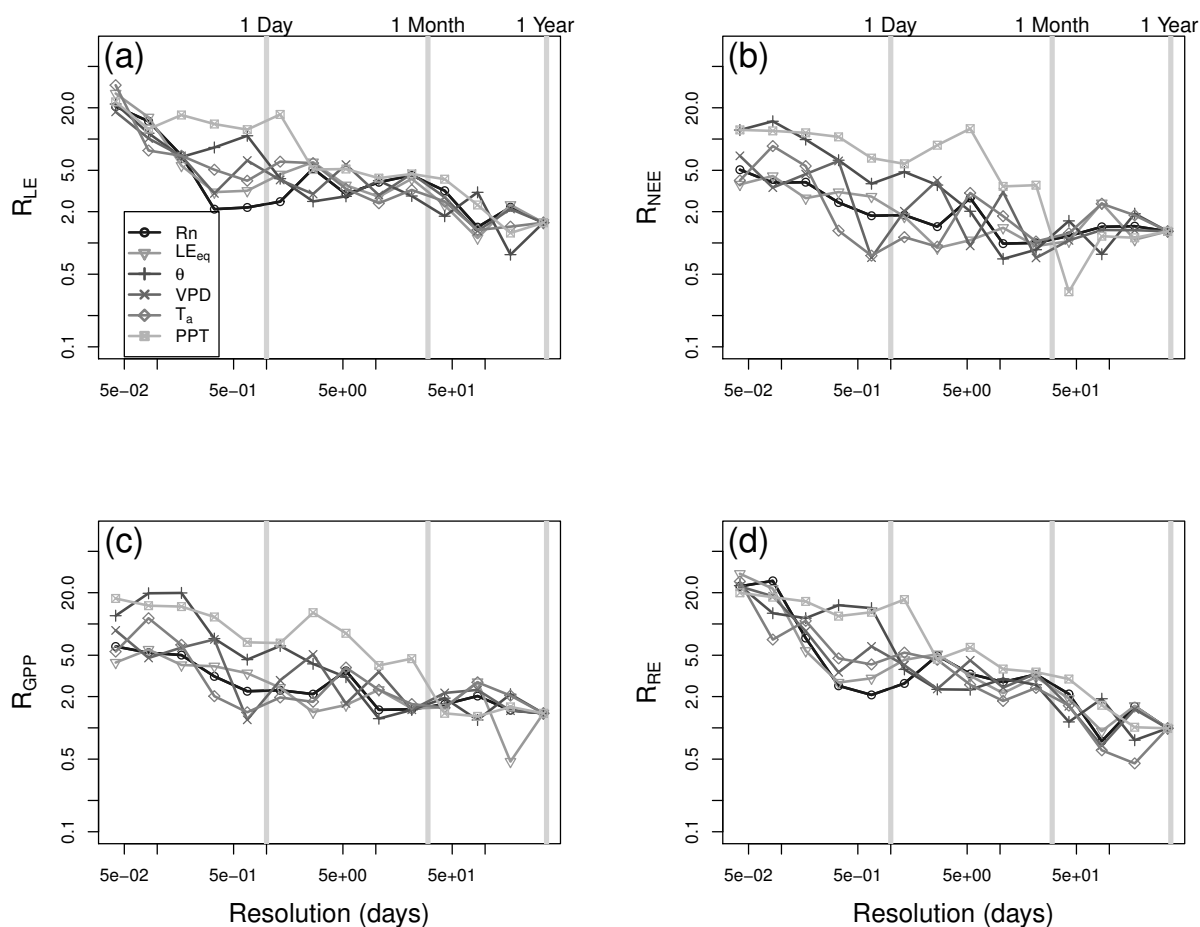 1 Day 1 Month 1 Year
(a)
R_LE
20.0
5.0
2.0
0.5
0.1
Rn
LE_eq
θ
VPD
T_a
PPT
5e−02 5e−01 5e+00 5e+01
1 Day 1 Month 1 Year
(b)
R_NEE
20.0
5.0
2.0
0.5
0.1
5e−02 5e−01 5e+00 5e+01
(c)
R_GPP
20.0
5.0
2.0
0.5
0.1
5e−02 5e−01 5e+00 5e+01
Resolution (days)
(d)
R_RE
20.0
5.0
2.0
0.5
0.1
5e−02 5e−01 5e+00 5e+01
Resolution (days)